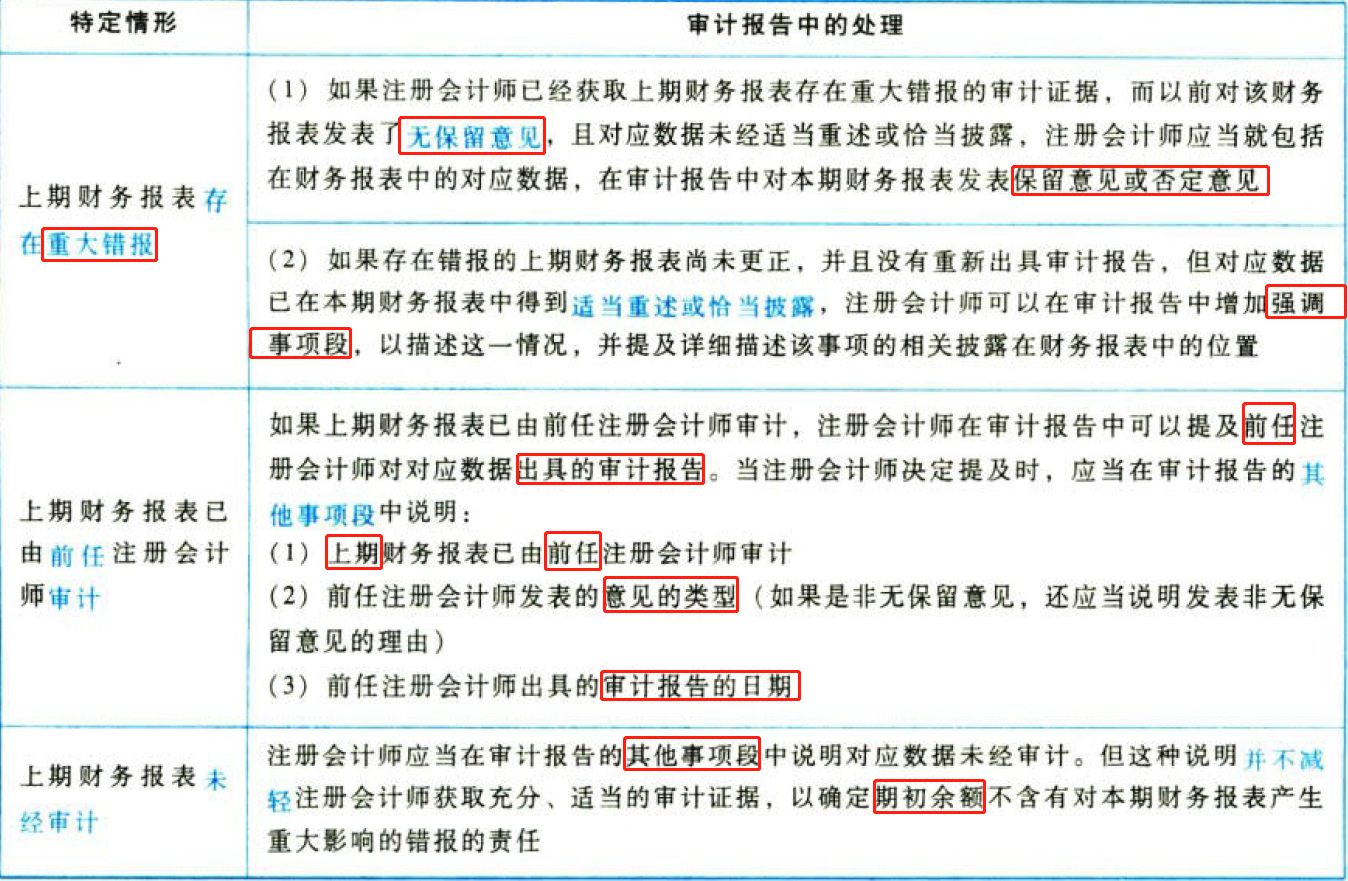 特定情形
审计报告中的处理
上期财务报表存
在重大错报
(1) 如果注册会计师已经获取上期财务报表存在重大错报的审计证据，而以前对该财务
报表发表了无保留意见，且对应数据未经适当重述或恰当披露，注册会计师应当就包括
在财务报表中的对应数据，在审计报告中对本期财务报表发表保留意见或否定意见
(2) 如果存在错报的上期财务报表尚未更正，并且没有重新出具审计报告，但对应数据
已在本期财务报表中得到适当重述或恰当披露，注册会计师可以在审计报告中增加强调
事项段，以描述这一情况，并提及详细描述该事项的相关披露在财务报表中的位置
上期财务报表已
由前任注册会计
师审计
如果上期财务报表已由前任注册会计师审计，注册会计师在审计报告中可以提及前任注
册会计师对对应数据出具的审计报告。当注册会计师决定提及时，应当在审计报告的其
他事项段中说明：
(1) 上期财务报表已由前任注册会计师审计
(2) 前任注册会计师发表的意见的类型（如果是非无保留意见，还应当说明发表非无保
留意见的理由）
(3) 前任注册会计师出具的审计报告的日期
上期财务报表未
经审计
注册会计师应当在审计报告的其他事项段中说明对应数据未经审计。但这种说明并不减
轻注册会计师获取充分、适当的审计证据，以确定期初余额不含有对本期财务报表产生
重大影响的错报的责任